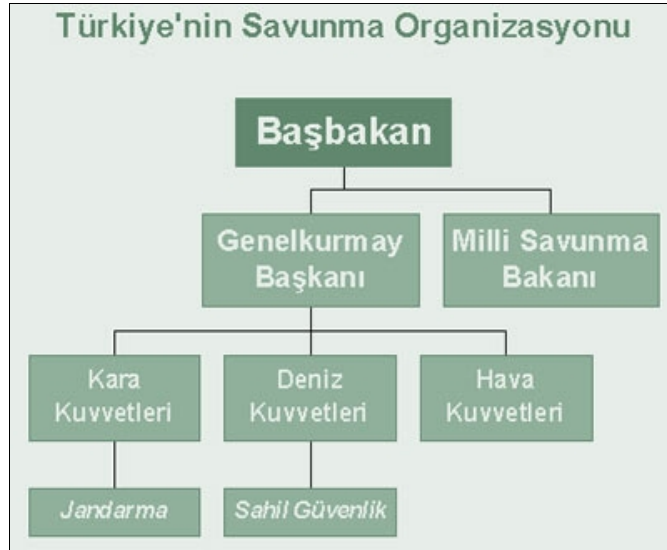 Türkiye'nin Savunma Organizasyonu
Başbakan
Genelkurmay
Başkanı
Milli Savunma
Bakanı
Kara
Kuvvetleri
Deniz
Kuvvetleri
Hava
Kuvvetleri
Jandarma
Sahil Güvenlik